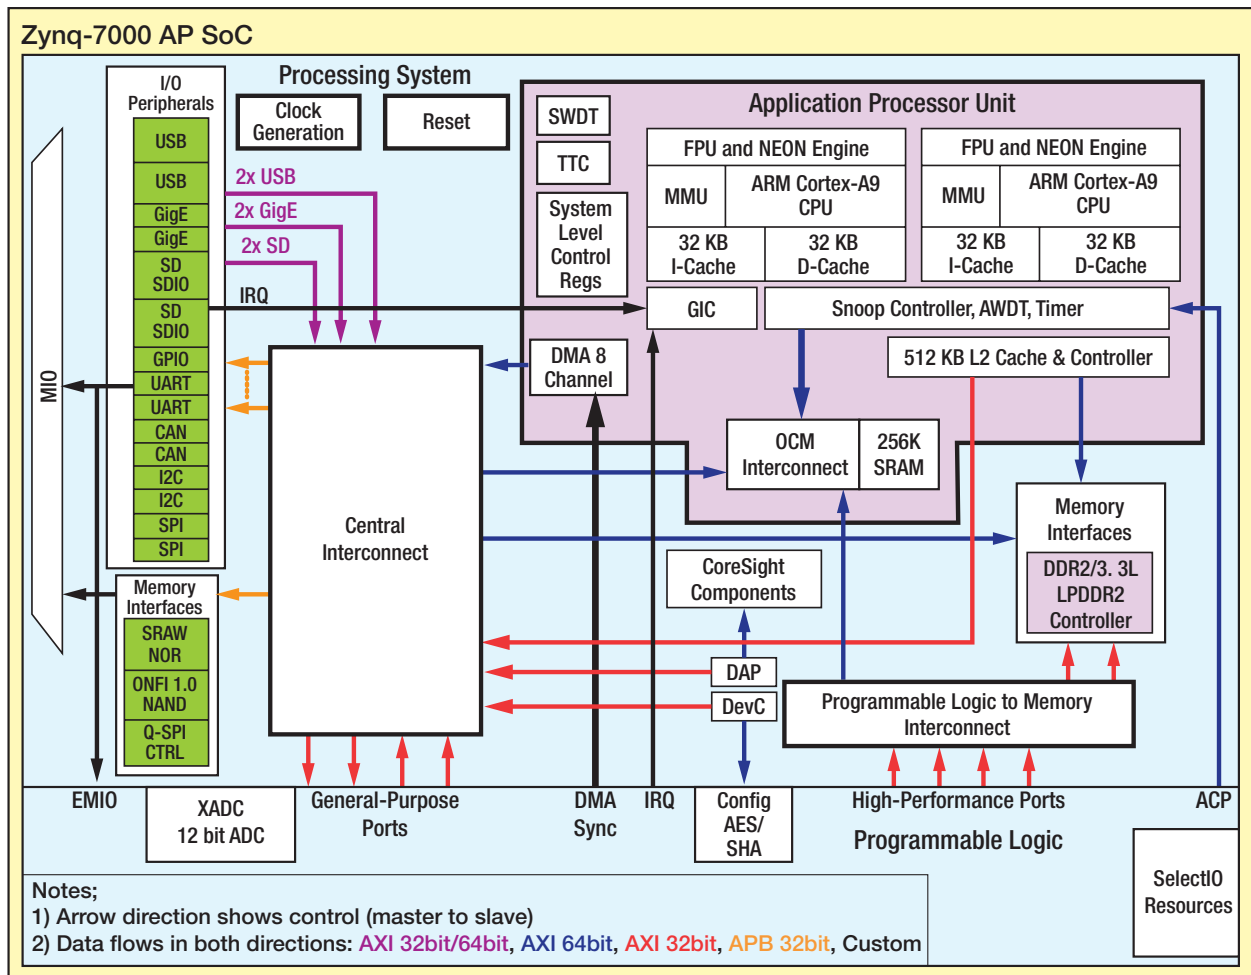 Zynq-7000 AP SoC
Processing System
I/O
Peripherals
USB
USB
GigE
GigE
SD
SDIO
SD
SDIO
GPIO
UART
UART
CAN
CAN
I2C
I2C
SPI
SPI
MIO
Clock
Generation
Reset
2x USB
2x GigE
2x SD
IRQ
Application Processor Unit
SWDT
TTC
System
Level
Control
Regs
FPU and NEON Engine
MMU
ARM Cortex-A9
CPU
32 KB
I-Cache
32 KB
D-Cache
FPU and NEON Engine
MMU
ARM Cortex-A9
CPU
32 KB
I-Cache
32 KB
D-Cache
GIC
Snoop Controller, AWDT, Timer
DMA 8
Channel
512 KB L2 Cache & Controller
OCM
Interconnect
256K
SRAM
Central
Interconnect
Memory
Interfaces
DDR2/3. 3L
LPDDR2
Controller
CoreSight
Components
DAP
DevC
Programmable Logic to Memory
Interconnect
Memory
Interfaces
SRAW
NOR
ONFI 1.0
NAND
Q-SPI
CTRL
EMIO
XADC
12 bit ADC
General-Purpose
Ports
DMA
Sync
IRQ
Config
AES/
SHA
High-Performance Ports
ACP
Programmable Logic
SelectIO
Resources
Notes;
1) Arrow direction shows control (master to slave)
2) Data flows in both directions: AXI 32bit/64bit, AXI 64bit, AXI 32bit, APB 32bit, Custom